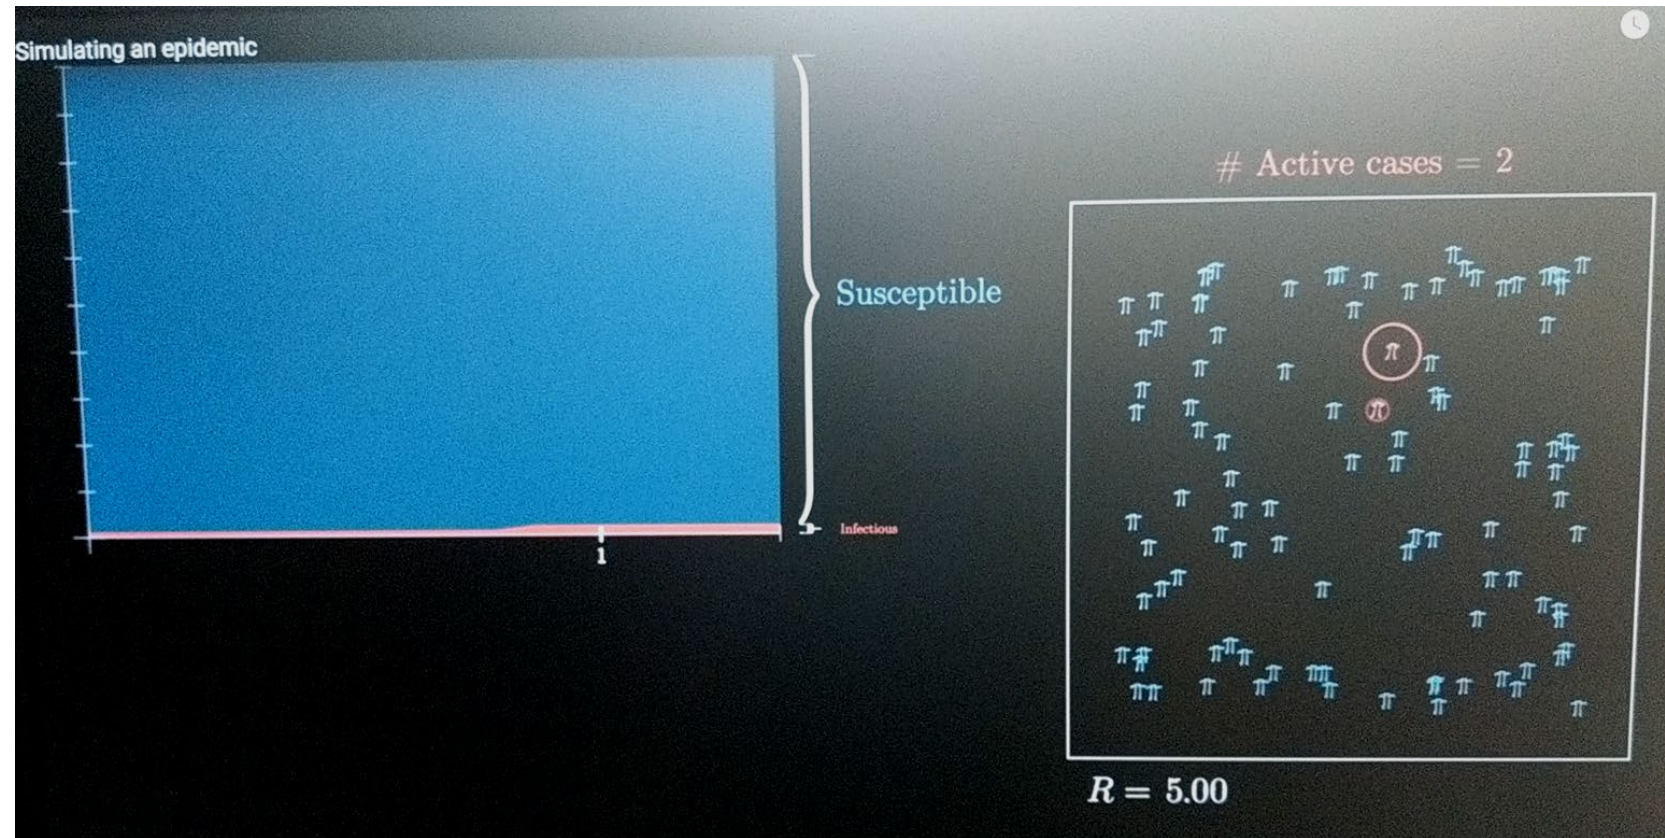 Simulating an epidemic
# Active cases = 2
Susceptible
Infectious
1
R = 5.00